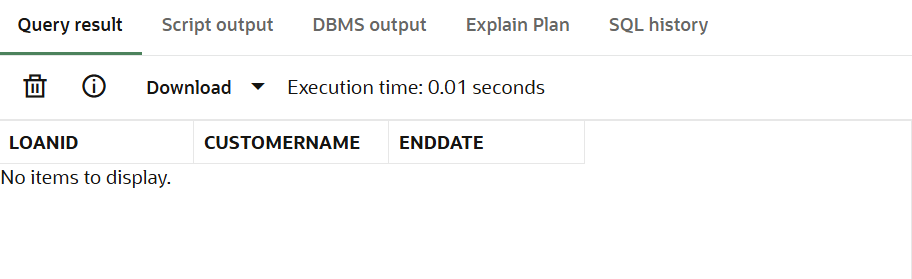 Query result Script output DBMS output Explain Plan SQL history
Download Execution time: 0.01 seconds
LOANID CUSTOMERNAME ENDDATE
No items to display.